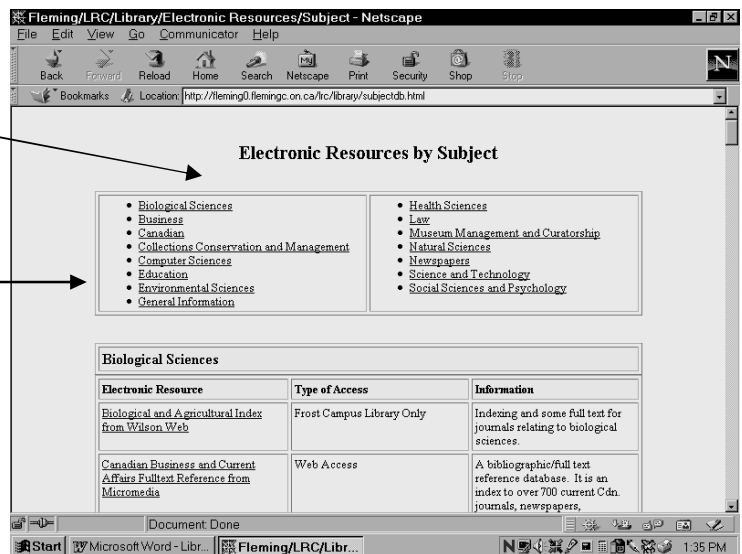 Fleming/LRC/Library/Electronic Resources/Subject - Netscape
File Edit View Go Communicator Help
Back Forward Reload Home Search Netscape Print Security Shop Stop
My
N
Bookmarks Location: http://fleming0.flemingc.on.ca/lrc/library/subjectdb.html
Electronic Resources by Subject
Biological Sciences
Business
Canadian
Collections Conservation and Management
Computer Sciences
Education
Environmental Sciences
General Information
Health Sciences
Law
Museum Management and Curatorship
Natural Sciences
Newspapers
Science and Technology
Social Sciences and Psychology
Biological Sciences
Electronic Resource Type of Access Information
Biological and Agricultural Index
from Wilson Web
Frost Campus Library Only
Indexing and some full text for
journals relating to biological
sciences.
Canadian Business and Current
Affairs Fulltext Reference from
Micromedia
Web Access
A bibliographic/full text
reference database. It is an
index to over 700 current Cdn.
journals, newspapers,
Document: Done
Start Microsoft Word - Libr... Fleming/LRC/Libr... 1:35 PM